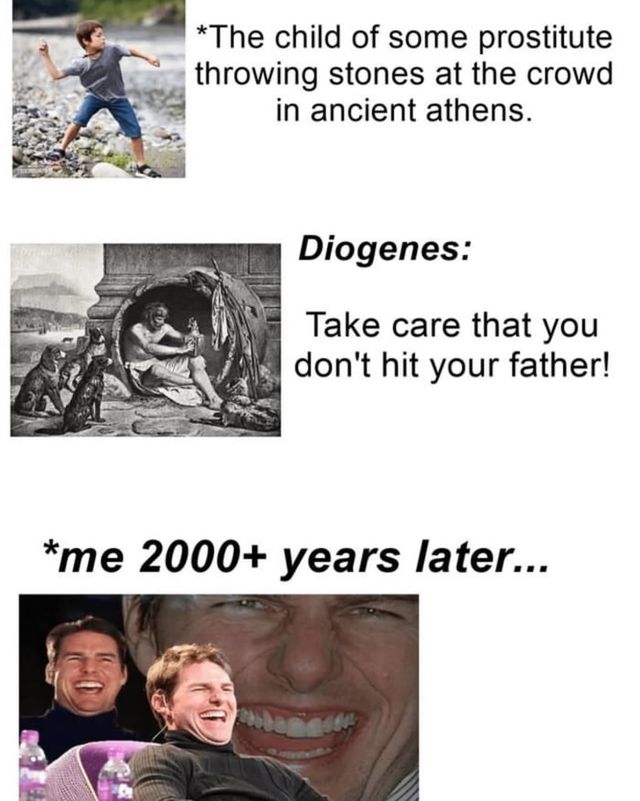 *The child of some prostitute
throwing stones at the crowd
in ancient athens.
Diogenes:
Take care that you
don't hit your father!
*me 2000+ years later...